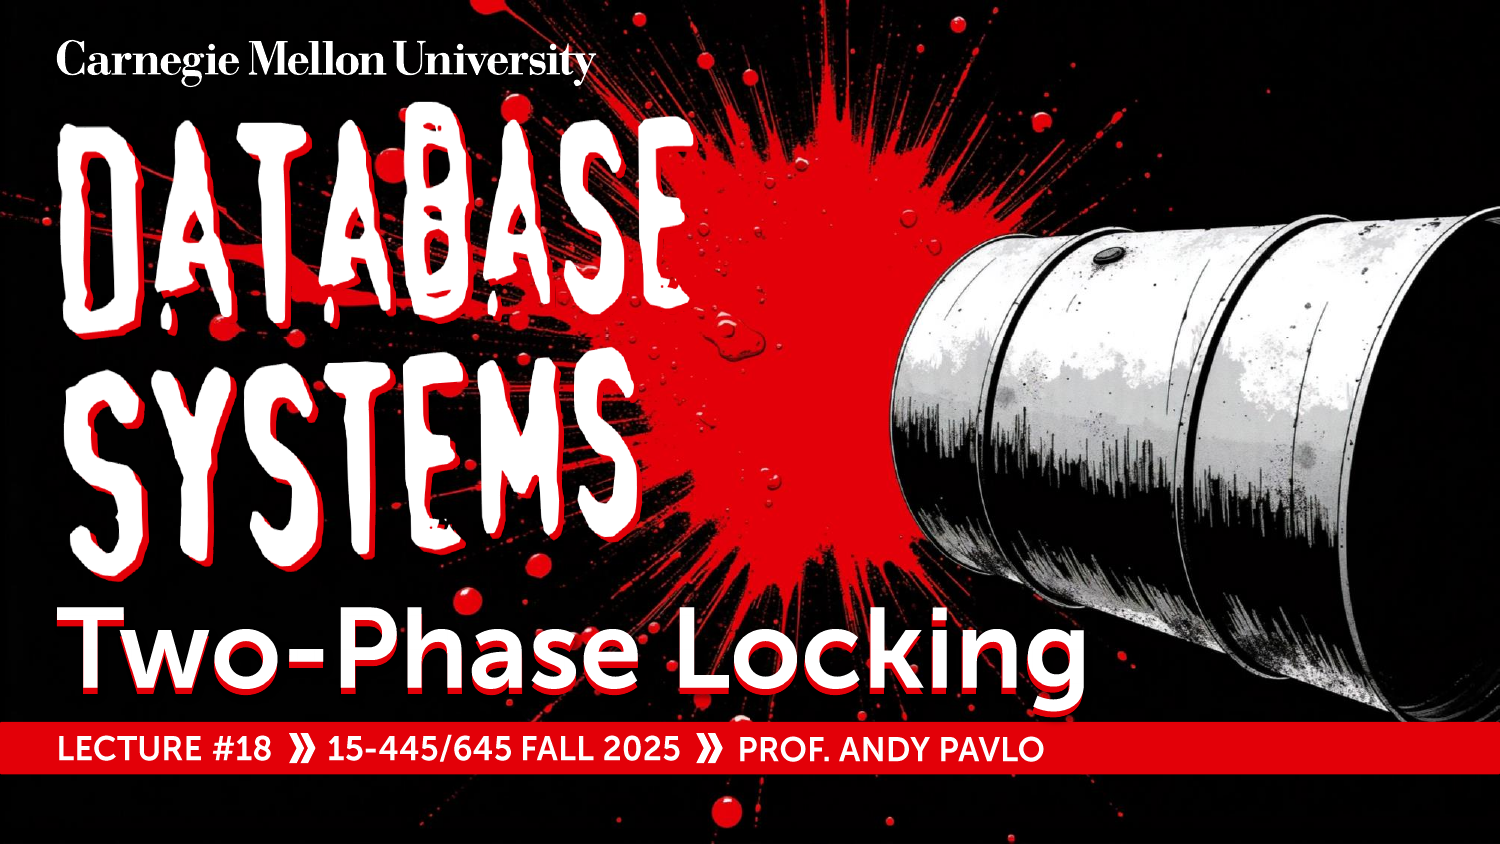 Carnegie Mellon University
DATABASE
SYSTEMS
Two-Phase Locking
LECTURE #18 » 15-445/645 FALL 2025 » PROF. ANDY PAVLO